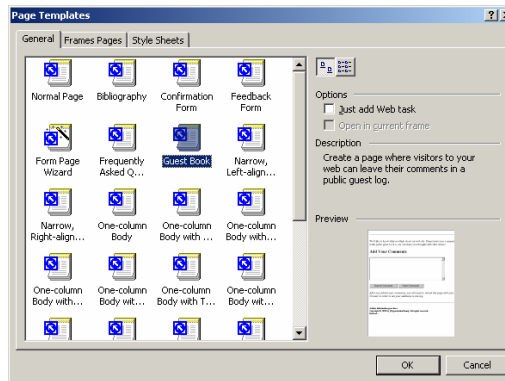 Page Templates
General
Frames Pages
Style Sheets
Normal Page
Bibliography
Confirmation
Form
Feedback
Form
Form Page
Wizard
Frequently
Asked Q...
Guest Book
Narrow,
Left-align...
Narrow,
Right-align...
One-column
Body
One-column
Body with ...
One-column
Body with...
One-column
Body with...
One-column
Body wit...
One-column
Body with T...
One-column
Body wit...
Options
Just add Web task
Open in current frame
Description
Create a page where visitors to your
web can leave their comments in a
public guest log.
Preview
Add Your Comments
OK
Cancel